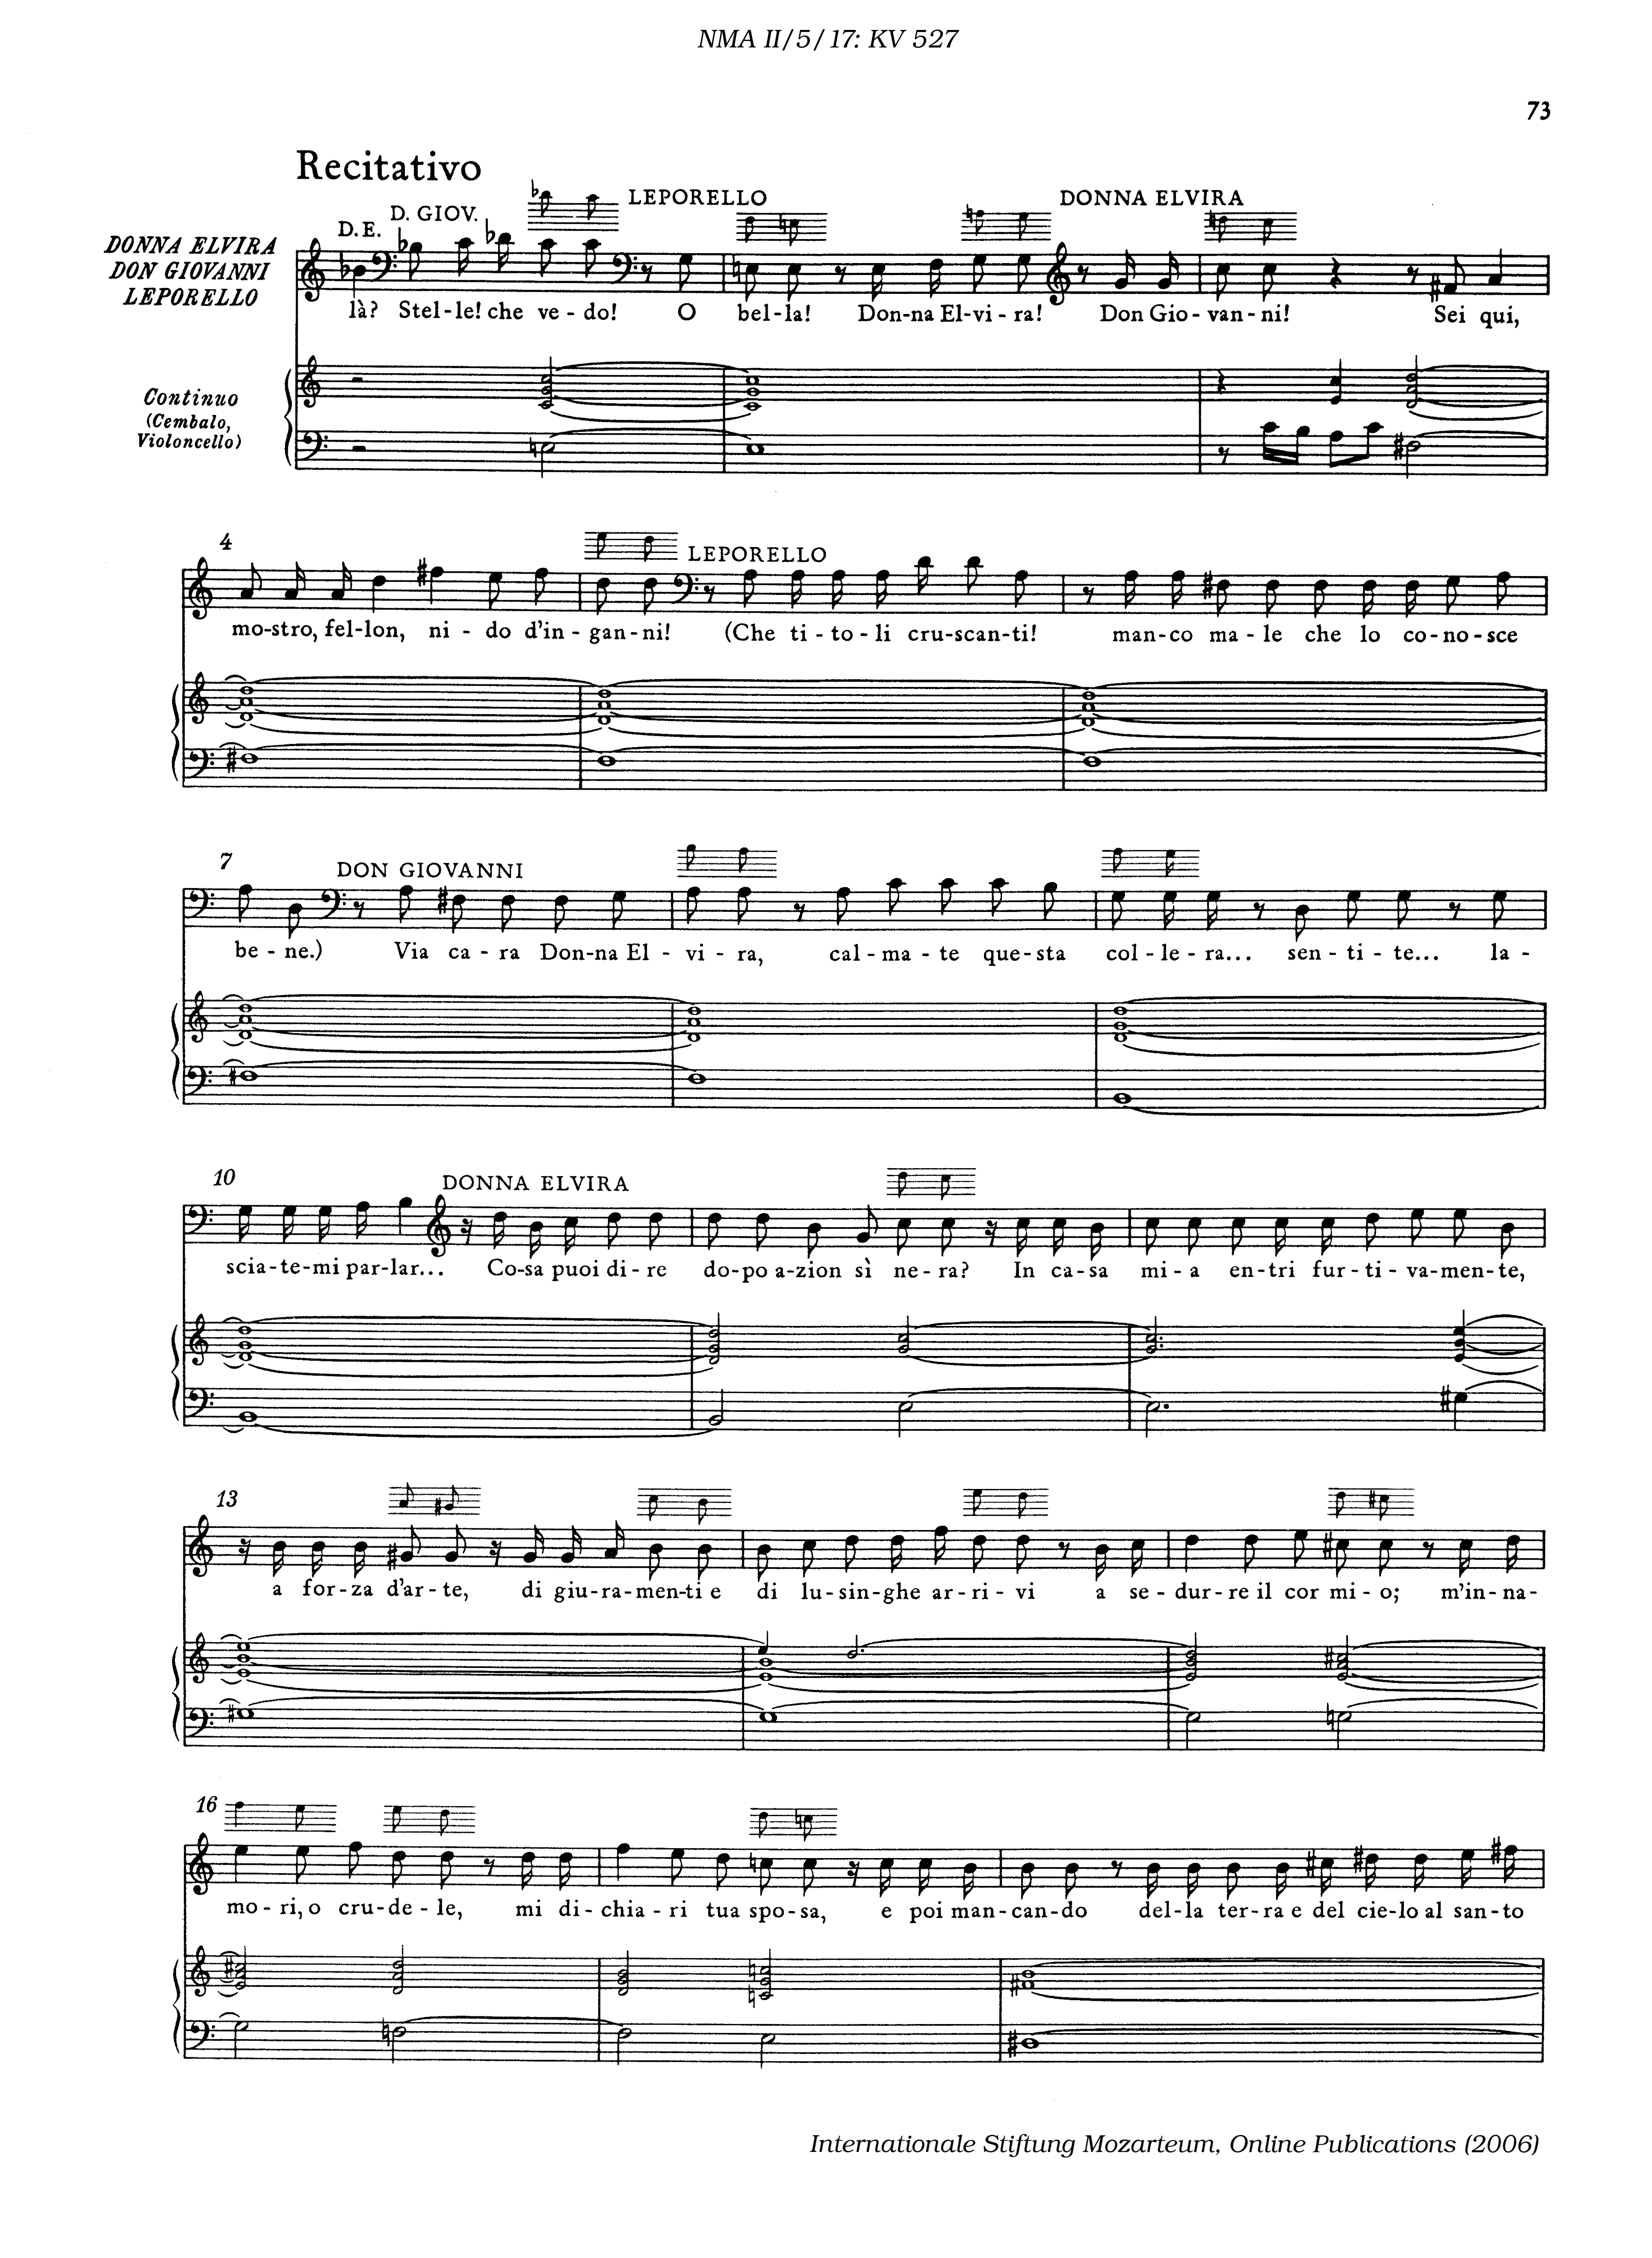 NMA II/5/17: KV 527
73
Recitativo
D. E. D. GIOV. LEPORELLO DONNA ELVIRA
DONNA ELVIRA
DON GIOVANNI
LEPORELLO
là? Stel-le! che ve-do! O bel-la! Don-na El-vi-ra! Don Gio-van-ni! Sei qui,
Continuo
(Cembalo,
Violoncello)
4 LEPORELLO
mo-stro, fel-lon, ni-do d'in-gan-ni! (Che ti-to-li cru-scan-ti! man-co ma-le che lo co-no-sce
7 DON GIOVANNI
be-ne.) Via ca-ra Don-na El-vi-ra, cal-ma-te que-sta col-le-ra... sen-ti-te... la-
10 DONNA ELVIRA
scia-te-mi par-lar... Co-sa puoi di-re do-po a-zion sì ne-ra? In ca-sa mi-a en-tri fur-ti-va-men-te,
13
a for-za d'ar-te, di giu-ra-men-ti e di lu-sin-ghe ar-ri-vi a se-dur-re il cor mi-o; m'in-na-
16
mo-ri, o cru-de-le, mi di-chia-ri tua spo-sa, e poi man-can-do del-la ter-ra e del cie-lo al san-to
Internationale Stiftung Mozarteum, Online Publications (2006)